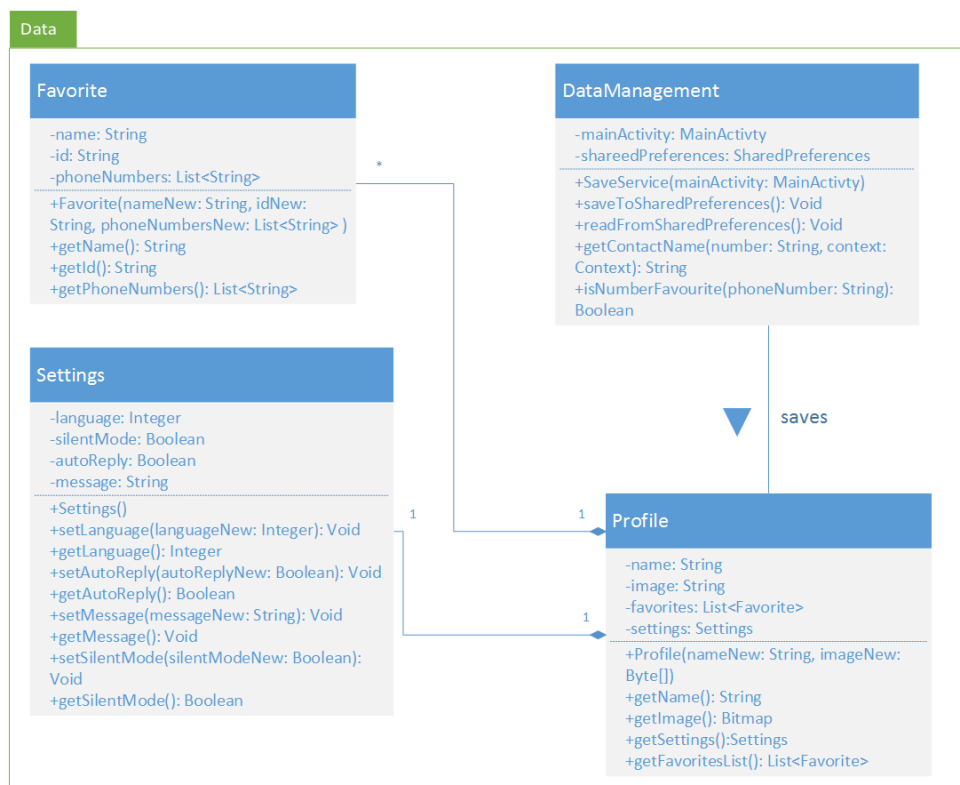 Data
Favorite
-name: String
-id: String
-phoneNumbers: List<String>
+Favorite(nameNew: String, idNew:
String, phoneNumbersNew: List<String> )
+getName(): String
+getId(): String
+getPhoneNumbers(): List<String>
*
DataManagement
-mainActivity: MainActivty
-shareedPreferences: SharedPreferences
+SaveService(mainActivity: MainActivty)
+saveToSharedPreferences(): Void
+readFromSharedPreferences(): Void
+getContactName(number: String, context:
Context): String
+isNumberFavourite(phoneNumber: String):
Boolean
saves
Settings
-language: Integer
-silentMode: Boolean
-autoReply: Boolean
-message: String
+Settings()
+setLanguage(languageNew: Integer): Void
+getLanguage(): Integer
+setAutoReply(autoReplyNew: Boolean): Void
+getAutoReply(): Boolean
+setMessage(messageNew: String): Void
+getMessage(): Void
+setSilentMode(silentModeNew: Boolean):
Void
+getSilentMode(): Boolean
1
1
1
Profile
-name: String
-image: String
-favorites: List<Favorite>
-settings: Settings
+Profile(nameNew: String, imageNew:
Byte[])
+getName(): String
+getImage(): Bitmap
+getSettings():Settings
+getFavoritesList(): List<Favorite>